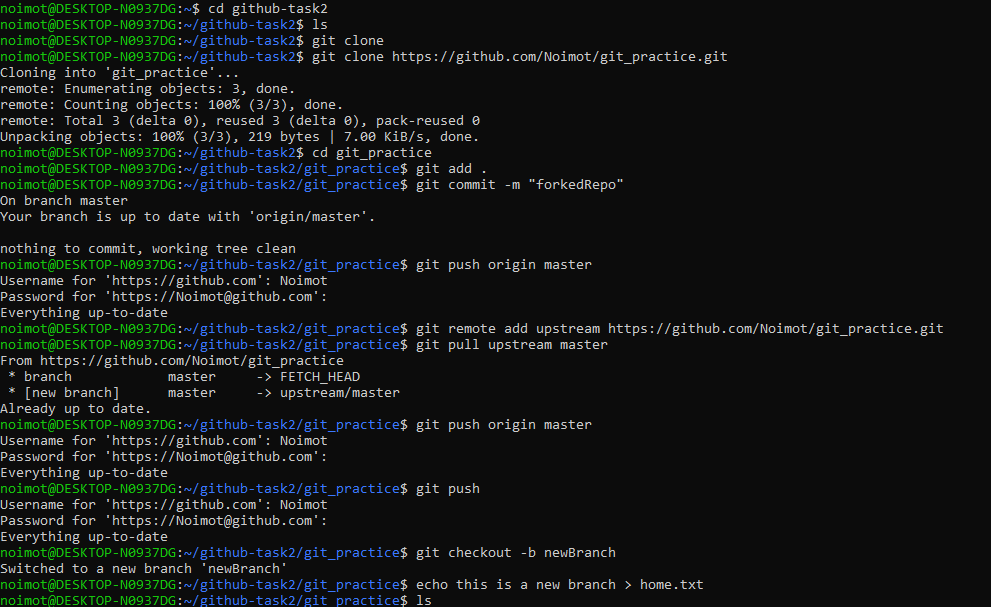 noimot@DESKTOP-N0937DG:~$ cd github-task2
noimot@DESKTOP-N0937DG:~/github-task2$ ls
noimot@DESKTOP-N0937DG:~/github-task2$ git clone
noimot@DESKTOP-N0937DG:~/github-task2$ git clone https://github.com/Noimot/git_practice.git
Cloning into 'git_practice'...
remote: Enumerating objects: 3, done.
remote: Counting objects: 100% (3/3), done.
remote: Total 3 (delta 0), reused 3 (delta 0), pack-reused 0
Unpacking objects: 100% (3/3), 219 bytes | 7.00 KiB/s, done.
noimot@DESKTOP-N0937DG:~/github-task2$ cd git_practice
noimot@DESKTOP-N0937DG:~/github-task2/git_practice$ git add .
noimot@DESKTOP-N0937DG:~/github-task2/git_practice$ git commit -m "forkedRepo"
On branch master
Your branch is up to date with 'origin/master'.
nothing to commit, working tree clean
noimot@DESKTOP-N0937DG:~/github-task2/git_practice$ git push origin master
Username for 'https://github.com': Noimot
Password for 'https://Noimot@github.com':
Everything up-to-date
noimot@DESKTOP-N0937DG:~/github-task2/git_practice$ git remote add upstream https://github.com/Noimot/git_practice.git
noimot@DESKTOP-N0937DG:~/github-task2/git_practice$ git pull upstream master
From https://github.com/Noimot/git_practice
 * branch            master     -> FETCH_HEAD
 * [new branch]      master     -> upstream/master
Already up to date.
noimot@DESKTOP-N0937DG:~/github-task2/git_practice$ git push origin master
Username for 'https://github.com': Noimot
Password for 'https://Noimot@github.com':
Everything up-to-date
noimot@DESKTOP-N0937DG:~/github-task2/git_practice$ git push
Username for 'https://github.com': Noimot
Password for 'https://Noimot@github.com':
Everything up-to-date
noimot@DESKTOP-N0937DG:~/github-task2/git_practice$ git checkout -b newBranch
Switched to a new branch 'newBranch'
noimot@DESKTOP-N0937DG:~/github-task2/git_practice$ echo this is a new branch > home.txt
noimot@DESKTOP-N0937DG:~/github-task2/git_practice$ ls